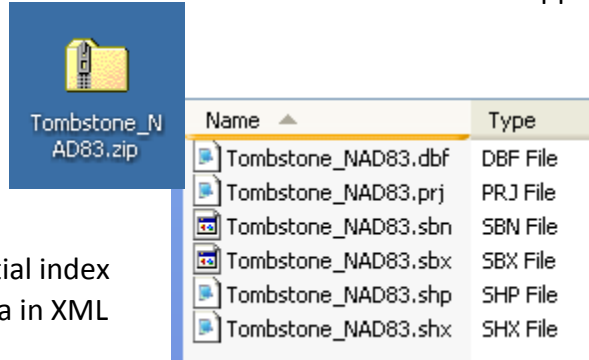 Tombstone_N
AD83.zip
Name Type
Tombstone_NAD83.dbf DBF File
Tombstone_NAD83.prj PRJ File
Tombstone_NAD83.sbn SBN File
Tombstone_NAD83.sbx SBX File
Tombstone_NAD83.shp SHP File
Tombstone_NAD83.shx SHX File
index
in XML